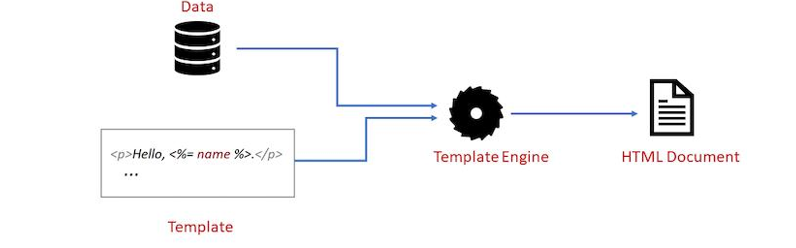 Data
<p>Hello, <%= name %>.</p>
...
Template
Template Engine
HTML Document